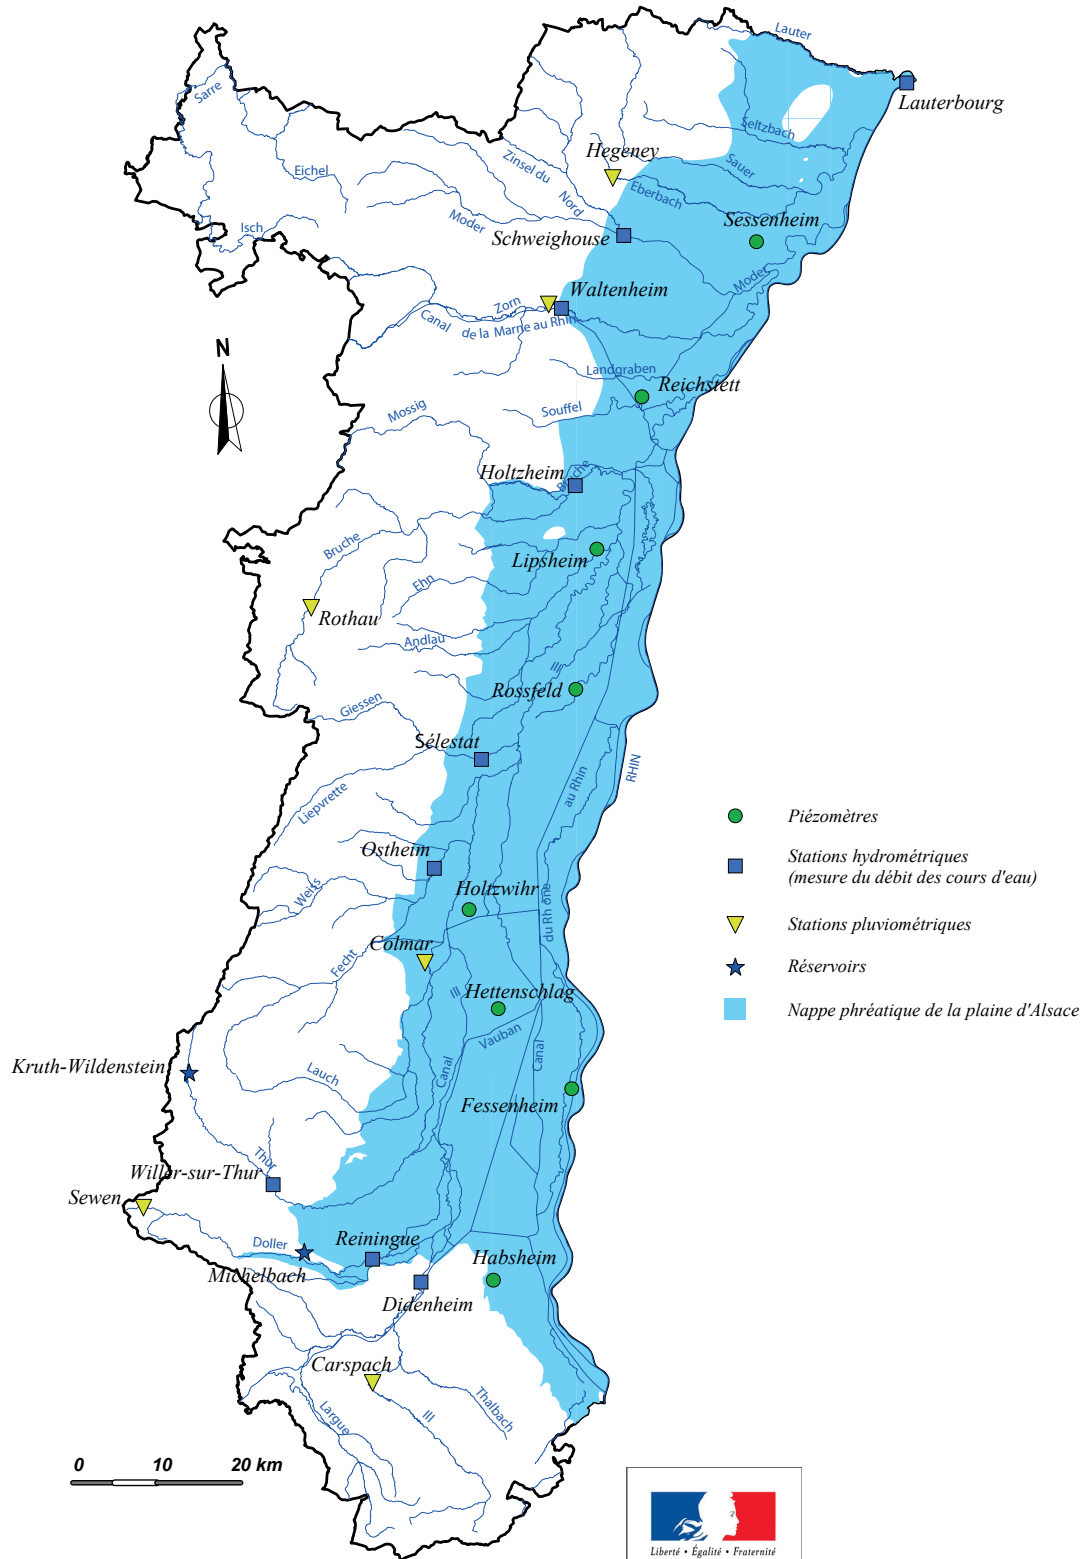 Lauter
Lauterbourg
Sarre
Seltzbach
Hegeney
Zinsel du
Nord
Sauer
Eichel
Eberbach
Moder
Sessenheim
Isch
Schweighouse
Moder
Waltenheim
Zorn
Canal
de la Marne au Rhin
N
Landgraben
Reichstett
Mossig
Souffel
Holtzheim
Bruche
Bruche
Lipsheim
Ehn
Rothau
Andlau
Ill
Rossfeld
Giessen
Sélestat
au Rhin
RHIN
Liepvrette
Piézomètres
Ostheim
Stations hydrométriques
(mesure du débit des cours d'eau)
Weiss
Holtzwihr
du Rhône
Stations pluviométriques
Colmar
Fecht
Réservoirs
Ill
Hettenschlag
Nappe phréatique de la plaine d'Alsace
Vauban
Canal
Canal
Kruth-Wildenstein
Lauch
Fessenheim
Thur
Willer-sur-Thur
Sewen
Doller
Reiningue
Michelbach
Habsheim
Didenheim
Carspach
Largue
Ill
Thalbach
0 10 20 km
Liberté • Égalité • Fraternité